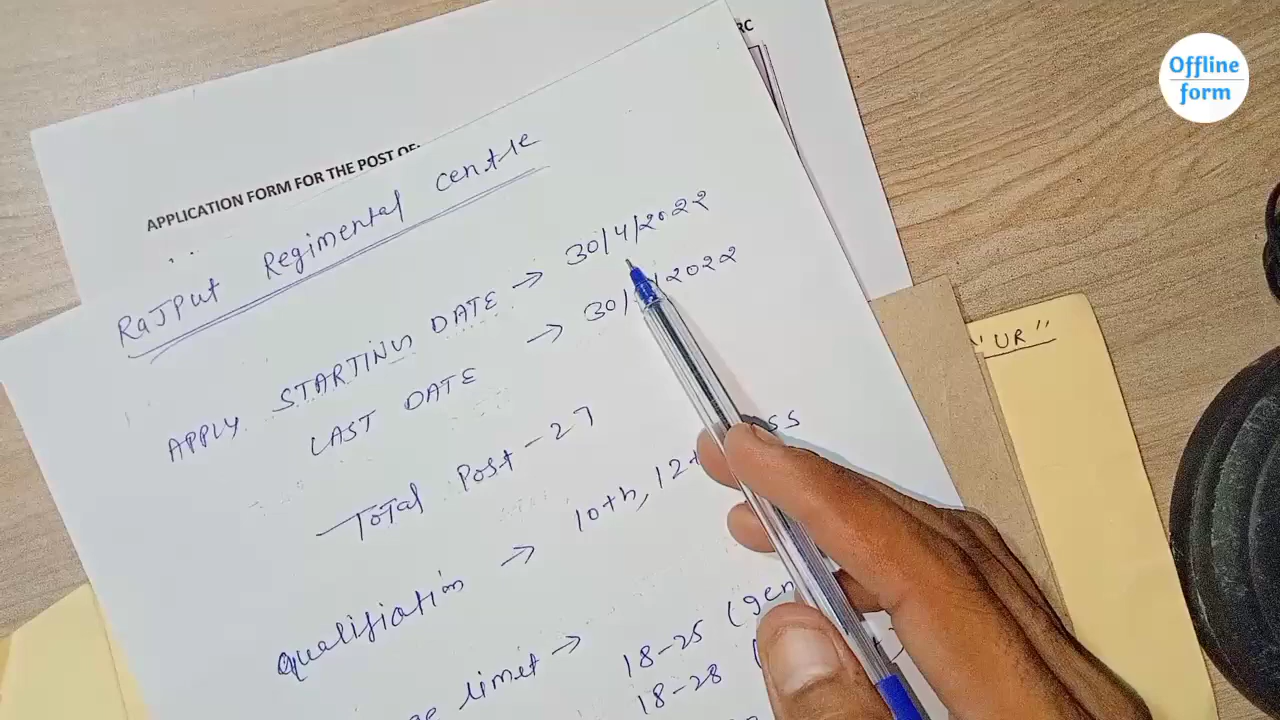 RC
Offline
form
APPLICATION FORM FOR THE POST OF:
RAJPUt Regimental centre
APPLY STARTING DATE → 30/4/2022
LAST DATE → 30/ /2022
"UR"
Total Post - 27
Qualifiation → 10th, 12th
limit → 18-25 (gen
18-28 (